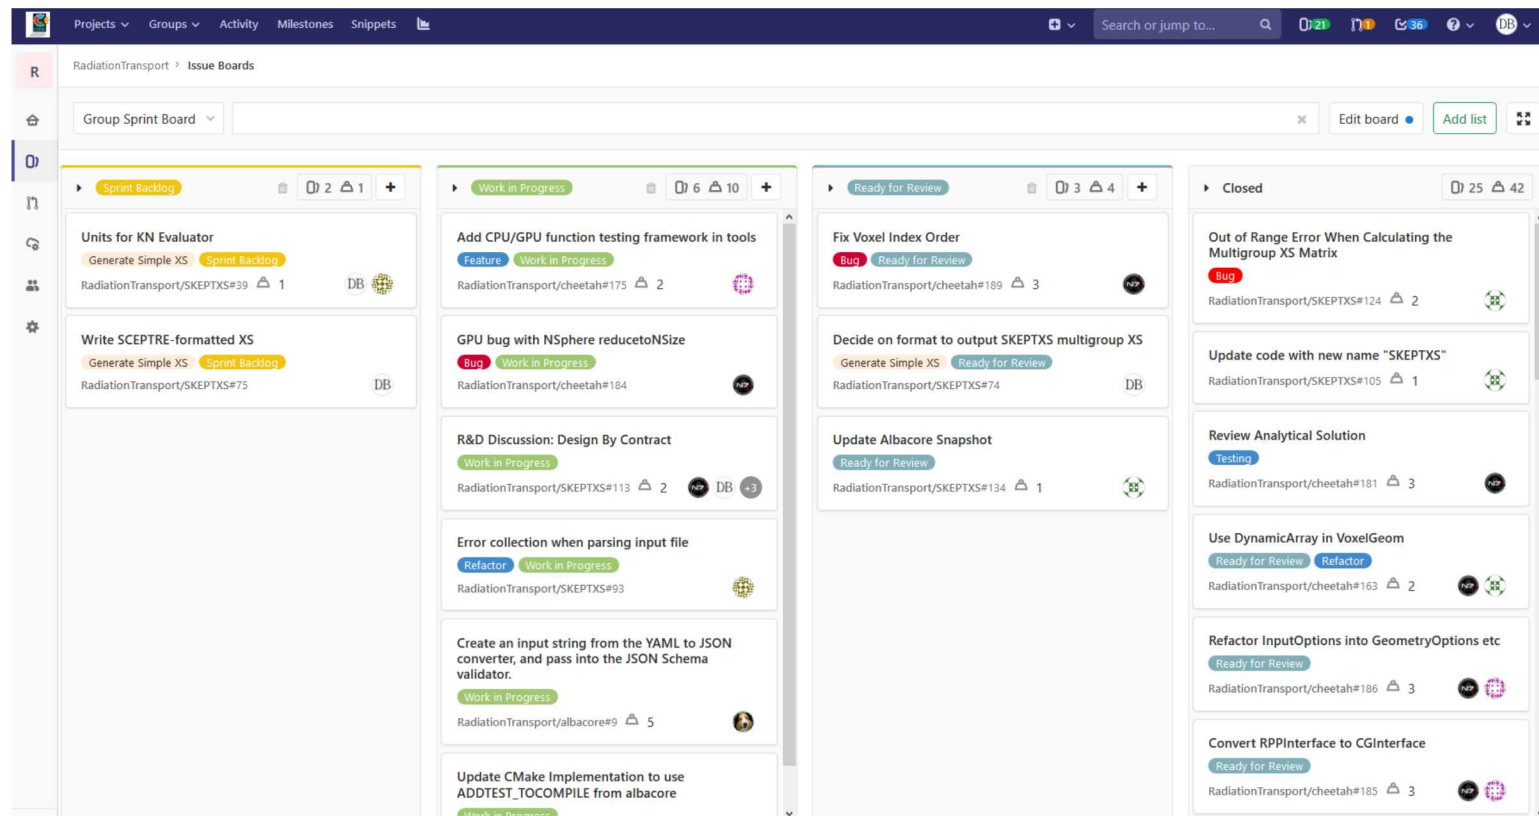 Projects Groups Activity Milestones Snippets Search or jump to... 21 1 36 ? DB
R RadiationTransport > Issue Boards
Group Sprint Board Edit board Add list
Sprint Backlog 2 1
Units for KN Evaluator
Generate Simple XS Sprint Backlog
RadiationTransport/SKEPTXS#39 1 DB
Write SCEPTRE-formatted XS
Generate Simple XS Sprint Backlog
RadiationTransport/SKEPTXS#75 DB
Work in Progress 6 10
Add CPU/GPU function testing framework in tools
Feature Work in Progress
RadiationTransport/cheetah#175 2
GPU bug with NSphere reducetoNSize
Bug Work in Progress
RadiationTransport/cheetah#184 N7
R&D Discussion: Design By Contract
Work in Progress
RadiationTransport/SKEPTXS#113 2 N7 DB +3
Error collection when parsing input file
Refactor Work in Progress
RadiationTransport/SKEPTXS#93
Create an input string from the YAML to JSON
converter, and pass into the JSON Schema
validator.
Work in Progress
RadiationTransport/albacore#9 5
Update CMake Implementation to use
ADDTEST_TOCOMPILE from albacore
Work in Progress
Ready for Review 3 4
Fix Voxel Index Order
Bug Ready for Review
RadiationTransport/cheetah#189 3 N7
Decide on format to output SKEPTXS multigroup XS
Generate Simple XS Ready for Review
RadiationTransport/SKEPTXS#74 DB
Update Albacore Snapshot
Ready for Review
RadiationTransport/SKEPTXS#134 1
Closed 25 42
Out of Range Error When Calculating the
Multigroup XS Matrix
Bug
RadiationTransport/SKEPTXS#124 2
Update code with new name "SKEPTXS"
RadiationTransport/SKEPTXS#105 1
Review Analytical Solution
Testing
RadiationTransport/cheetah#181 3 N7
Use DynamicArray in VoxelGeom
Ready for Review Refactor
RadiationTransport/cheetah#163 2 N7
Refactor InputOptions into GeometryOptions etc
Ready for Review
RadiationTransport/cheetah#186 3 N7
Convert RPPInterface to CGInterface
Ready for Review
RadiationTransport/cheetah#185 3 N7